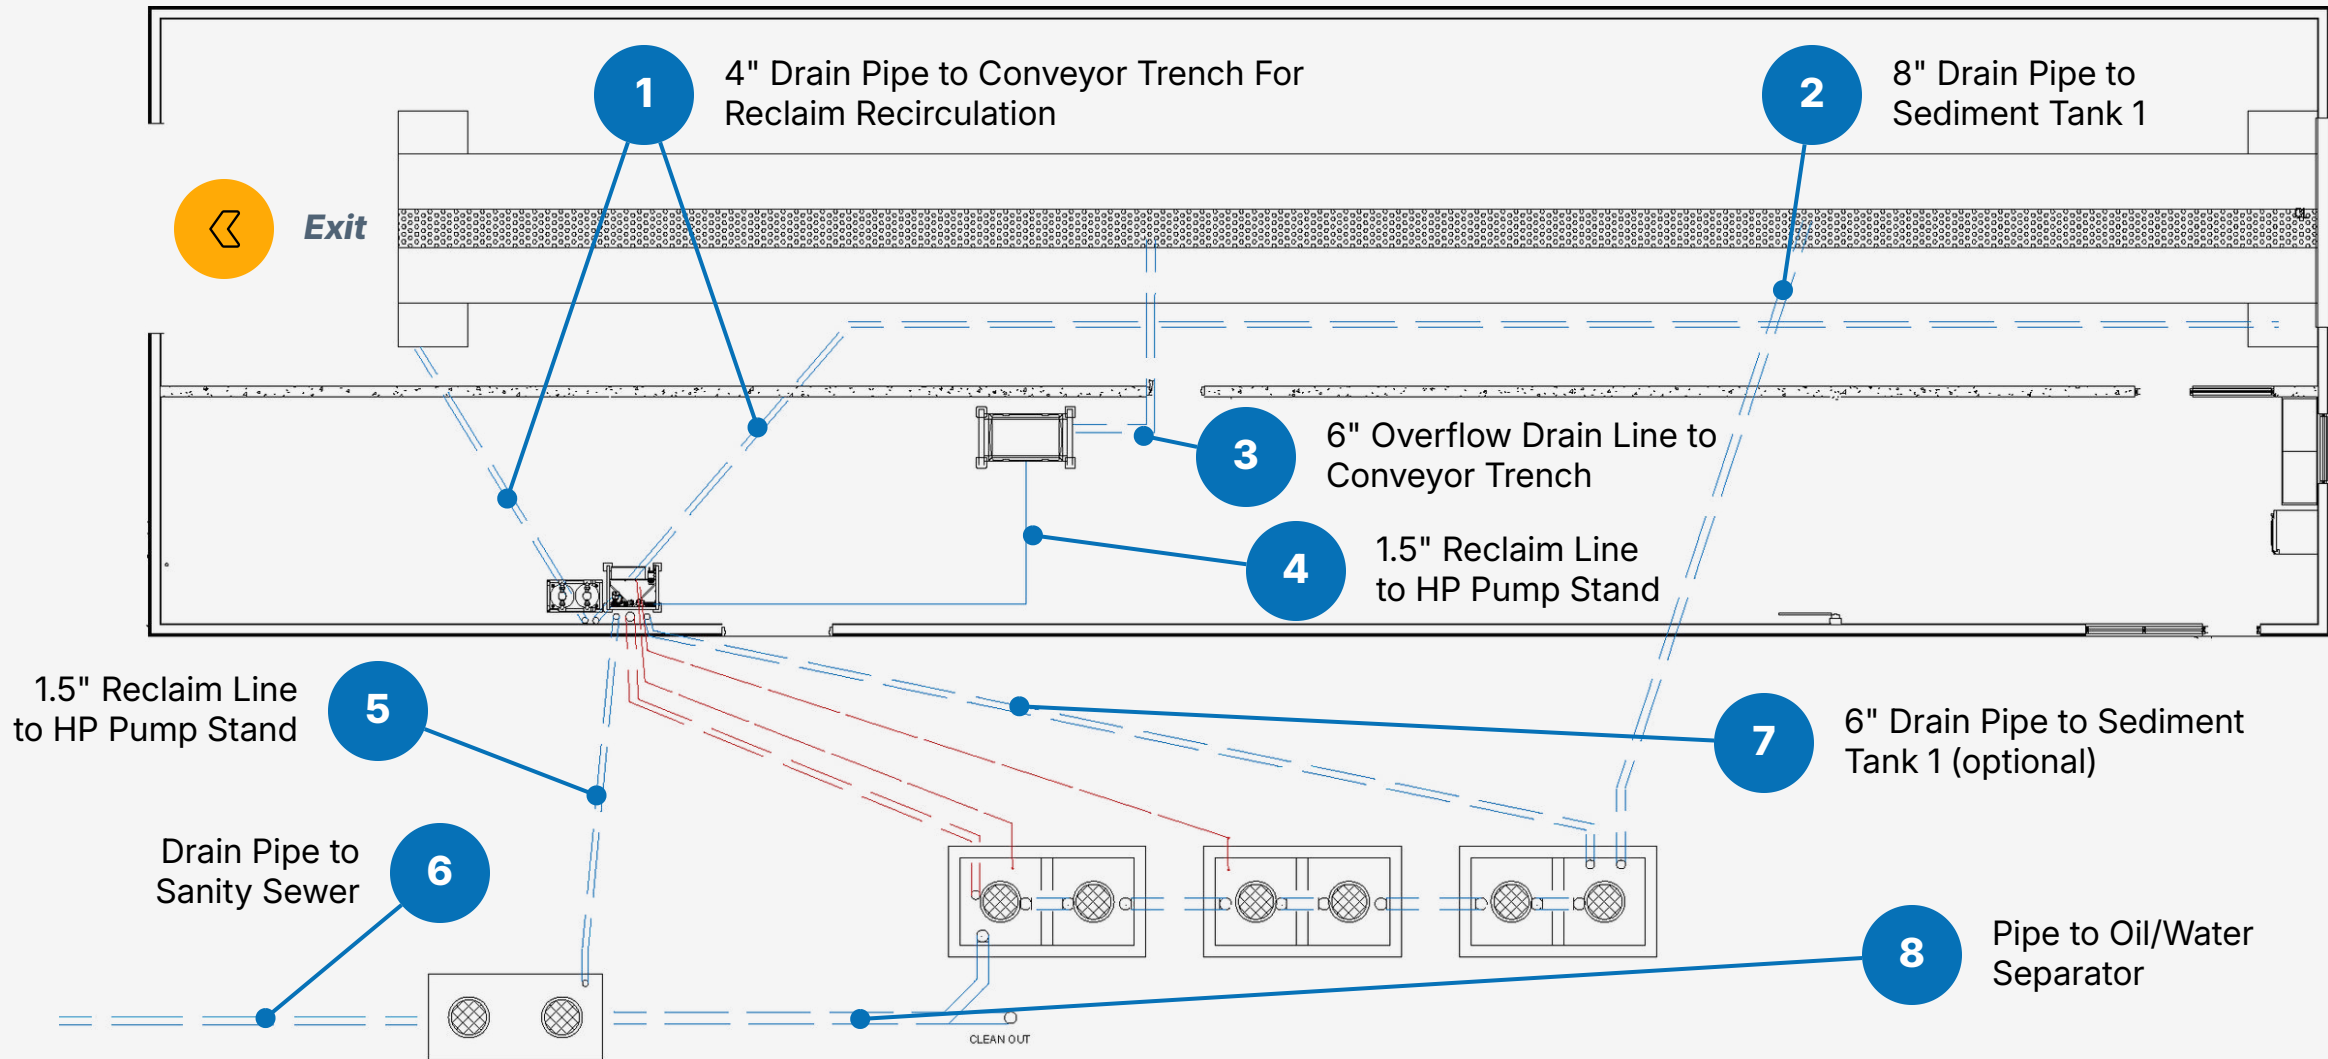 1
4" Drain Pipe to Conveyor Trench For
Reclaim Recirculation
2
8" Drain Pipe to
Sediment Tank 1
Exit
3
6" Overflow Drain Line to
Conveyor Trench
4
1.5" Reclaim Line
to HP Pump Stand
5
1.5" Reclaim Line
to HP Pump Stand
7
6" Drain Pipe to Sediment
Tank 1 (optional)
6
Drain Pipe to
Sanity Sewer
8
Pipe to Oil/Water
Separator
CLEAN OUT